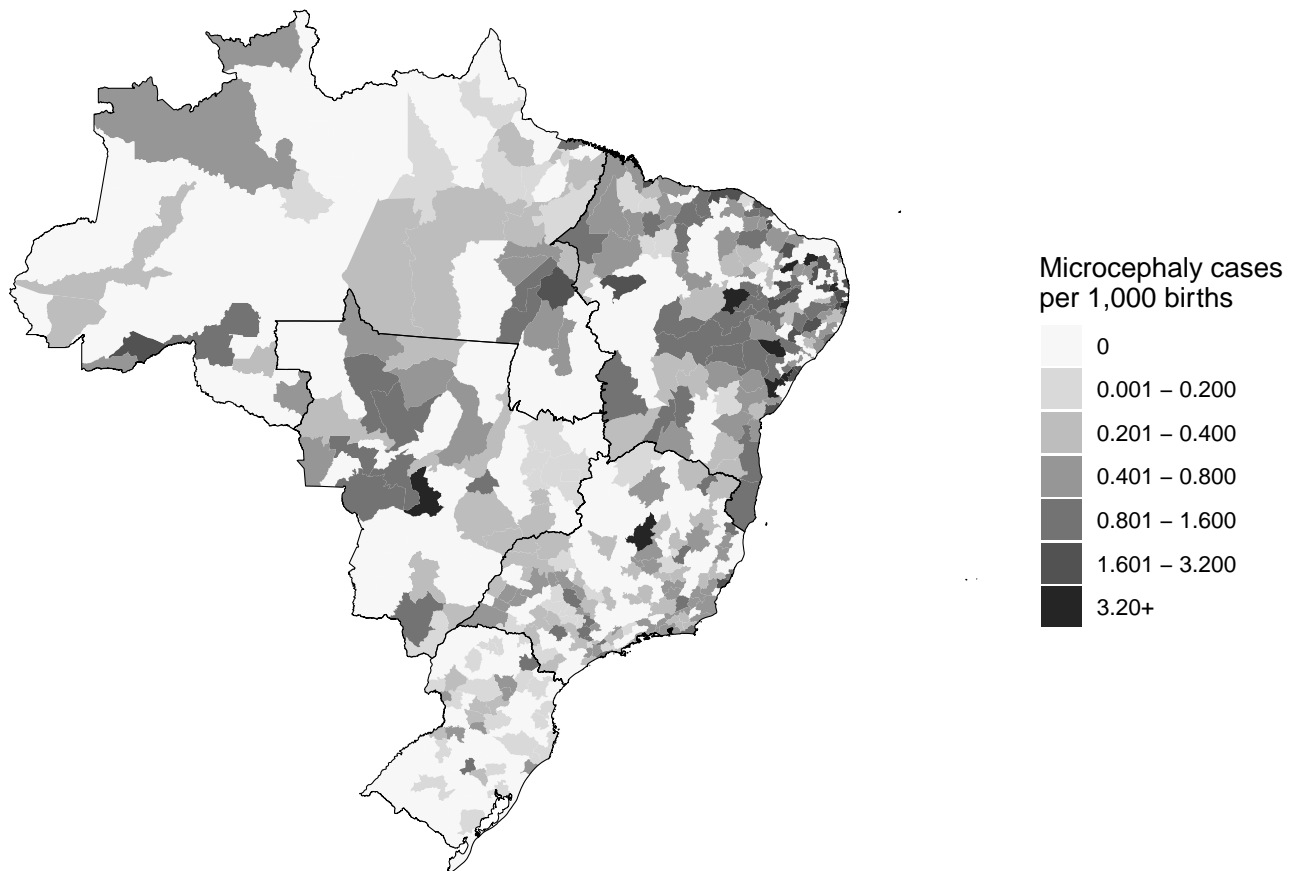 Microcephaly cases
per 1,000 births
0
0.001 − 0.200
0.201 − 0.400
0.401 − 0.800
0.801 − 1.600
1.601 − 3.200
3.20+